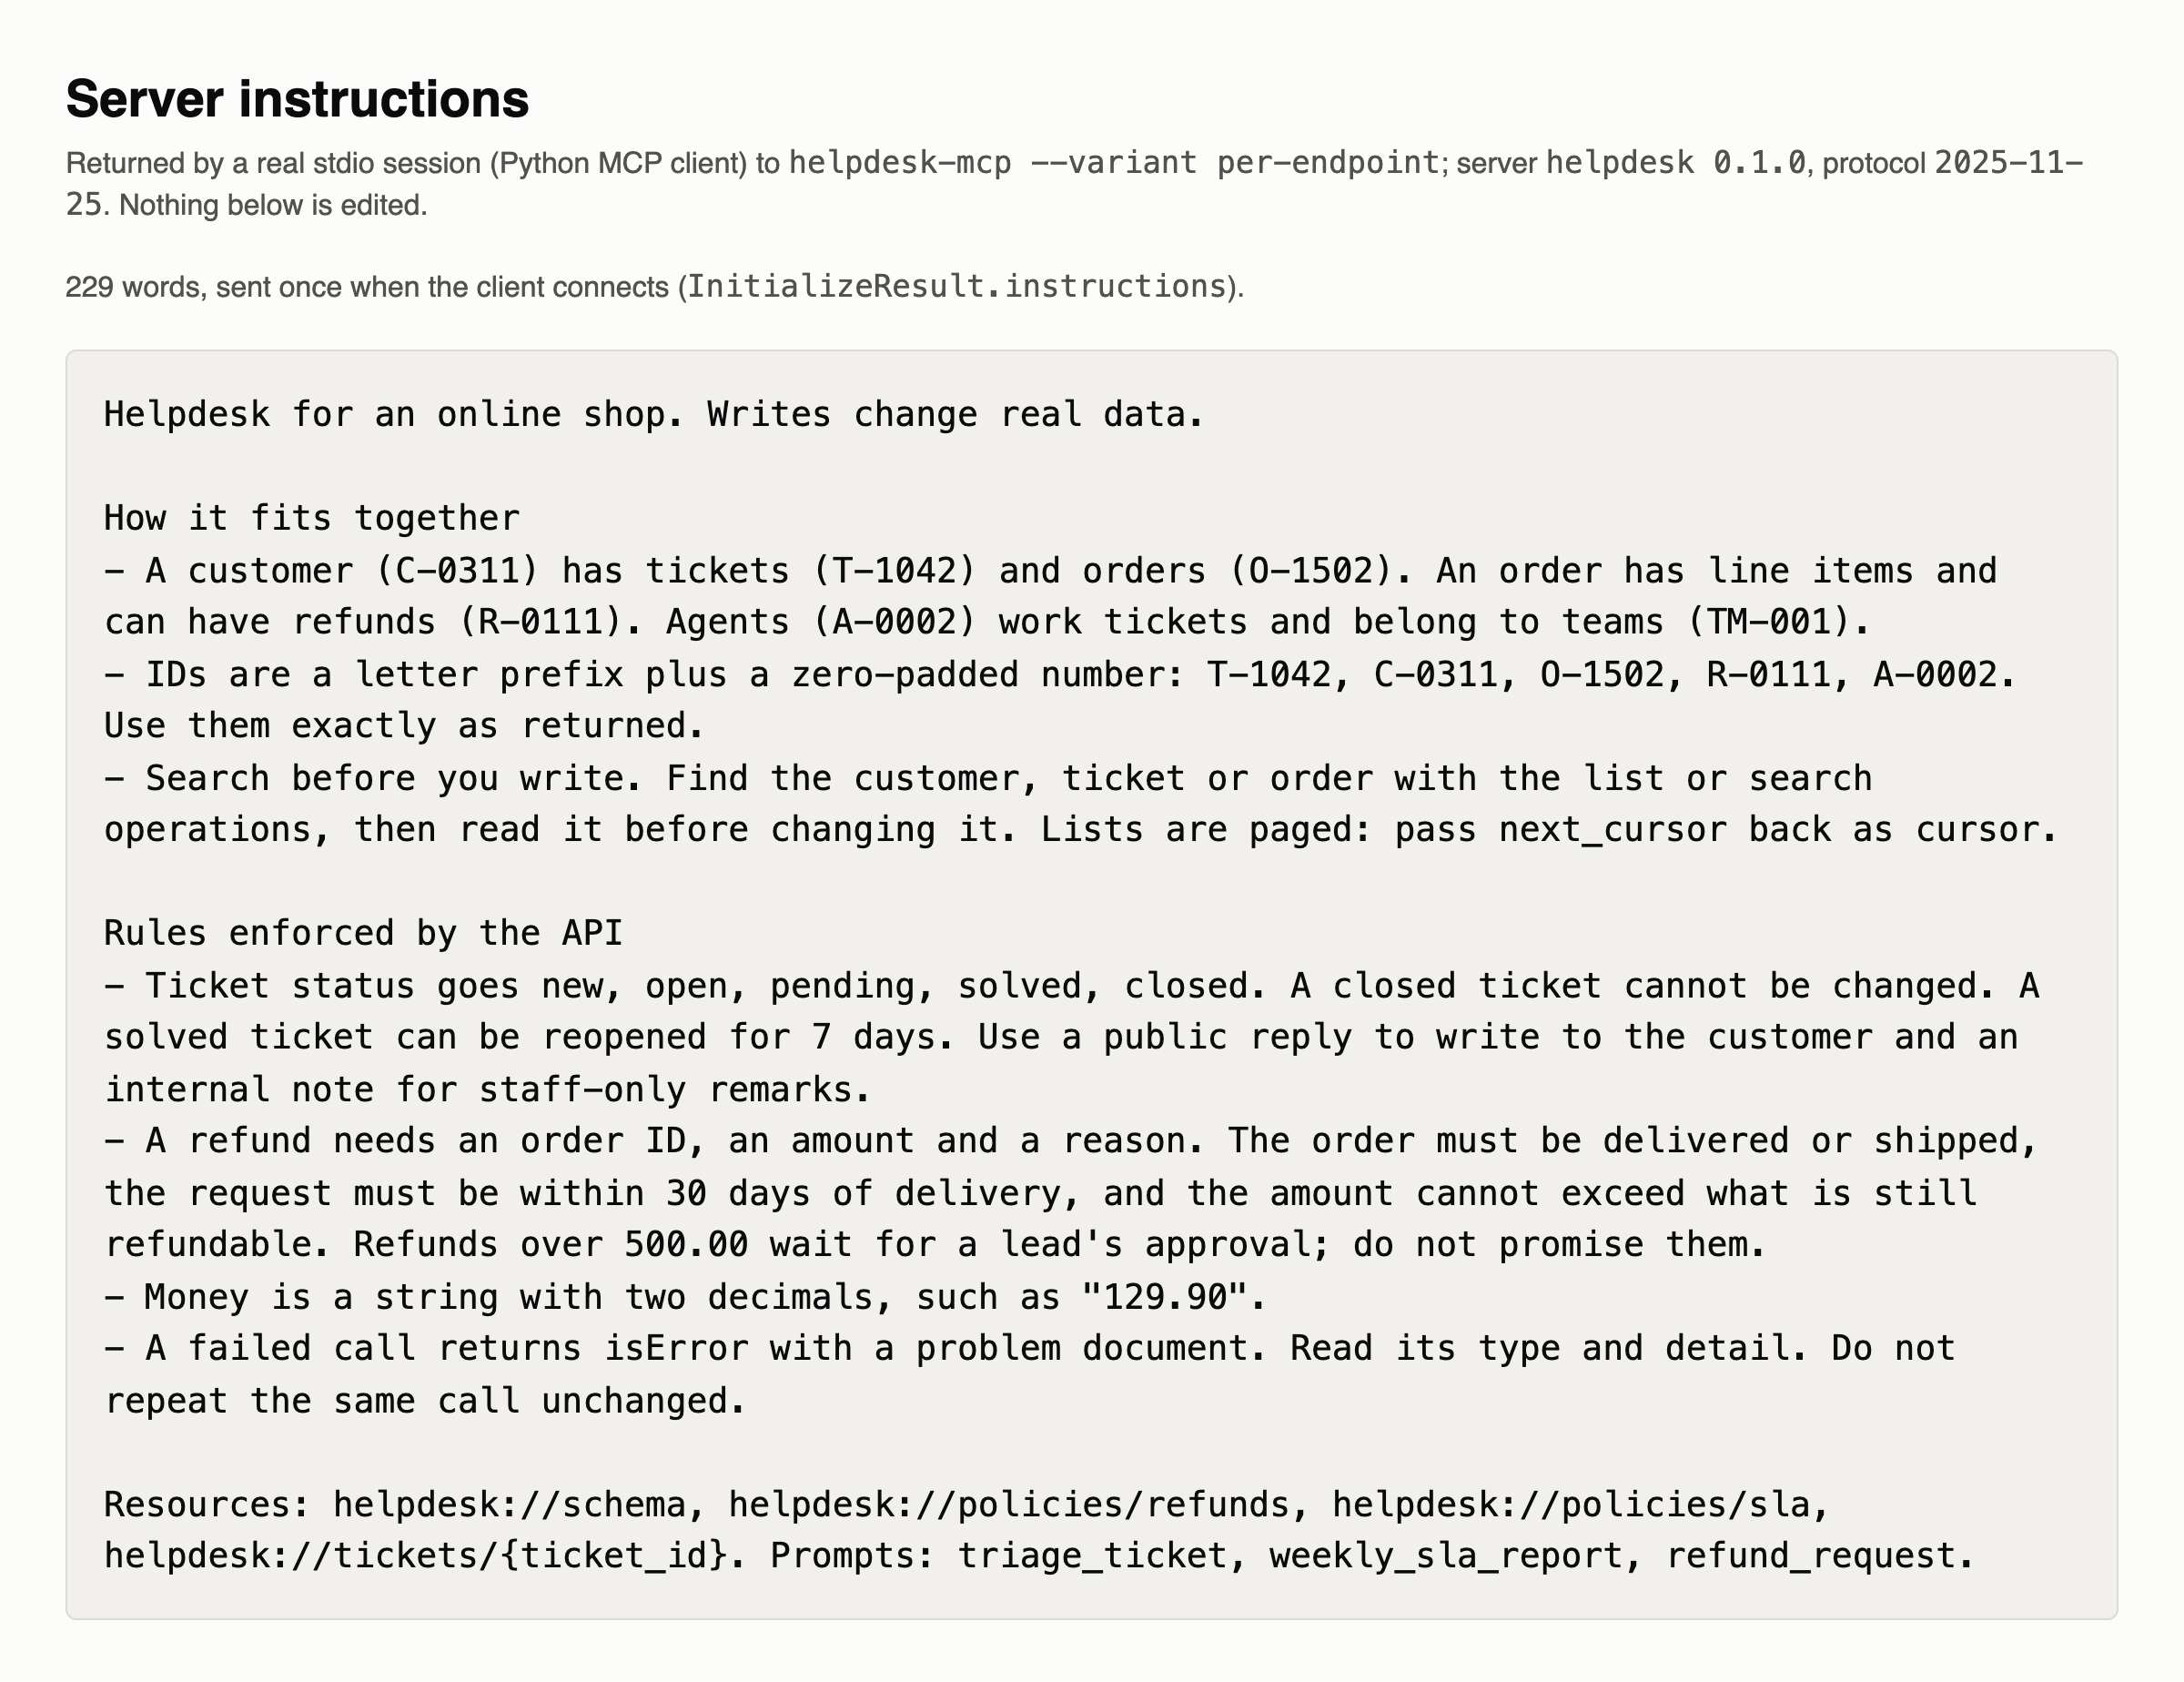 Server instructions
Returned by a real stdio session (Python MCP client) to helpdesk-mcp --variant per-endpoint; server helpdesk 0.1.0, protocol 2025-11-
25. Nothing below is edited.
229 words, sent once when the client connects (InitializeResult.instructions).
Helpdesk for an online shop. Writes change real data.
How it fits together
- A customer (C-0311) has tickets (T-1042) and orders (O-1502). An order has line items and
can have refunds (R-0111). Agents (A-0002) work tickets and belong to teams (TM-001).
- IDs are a letter prefix plus a zero-padded number: T-1042, C-0311, O-1502, R-0111, A-0002.
Use them exactly as returned.
- Search before you write. Find the customer, ticket or order with the list or search
operations, then read it before changing it. Lists are paged: pass next_cursor back as cursor.
Rules enforced by the API
- Ticket status goes new, open, pending, solved, closed. A closed ticket cannot be changed. A
solved ticket can be reopened for 7 days. Use a public reply to write to the customer and an
internal note for staff-only remarks.
- A refund needs an order ID, an amount and a reason. The order must be delivered or shipped,
the request must be within 30 days of delivery, and the amount cannot exceed what is still
refundable. Refunds over 500.00 wait for a lead's approval; do not promise them.
- Money is a string with two decimals, such as "129.90".
- A failed call returns isError with a problem document. Read its type and detail. Do not
repeat the same call unchanged.
Resources: helpdesk://schema, helpdesk://policies/refunds, helpdesk://policies/sla,
helpdesk://tickets/{ticket_id}. Prompts: triage_ticket, weekly_sla_report, refund_request.